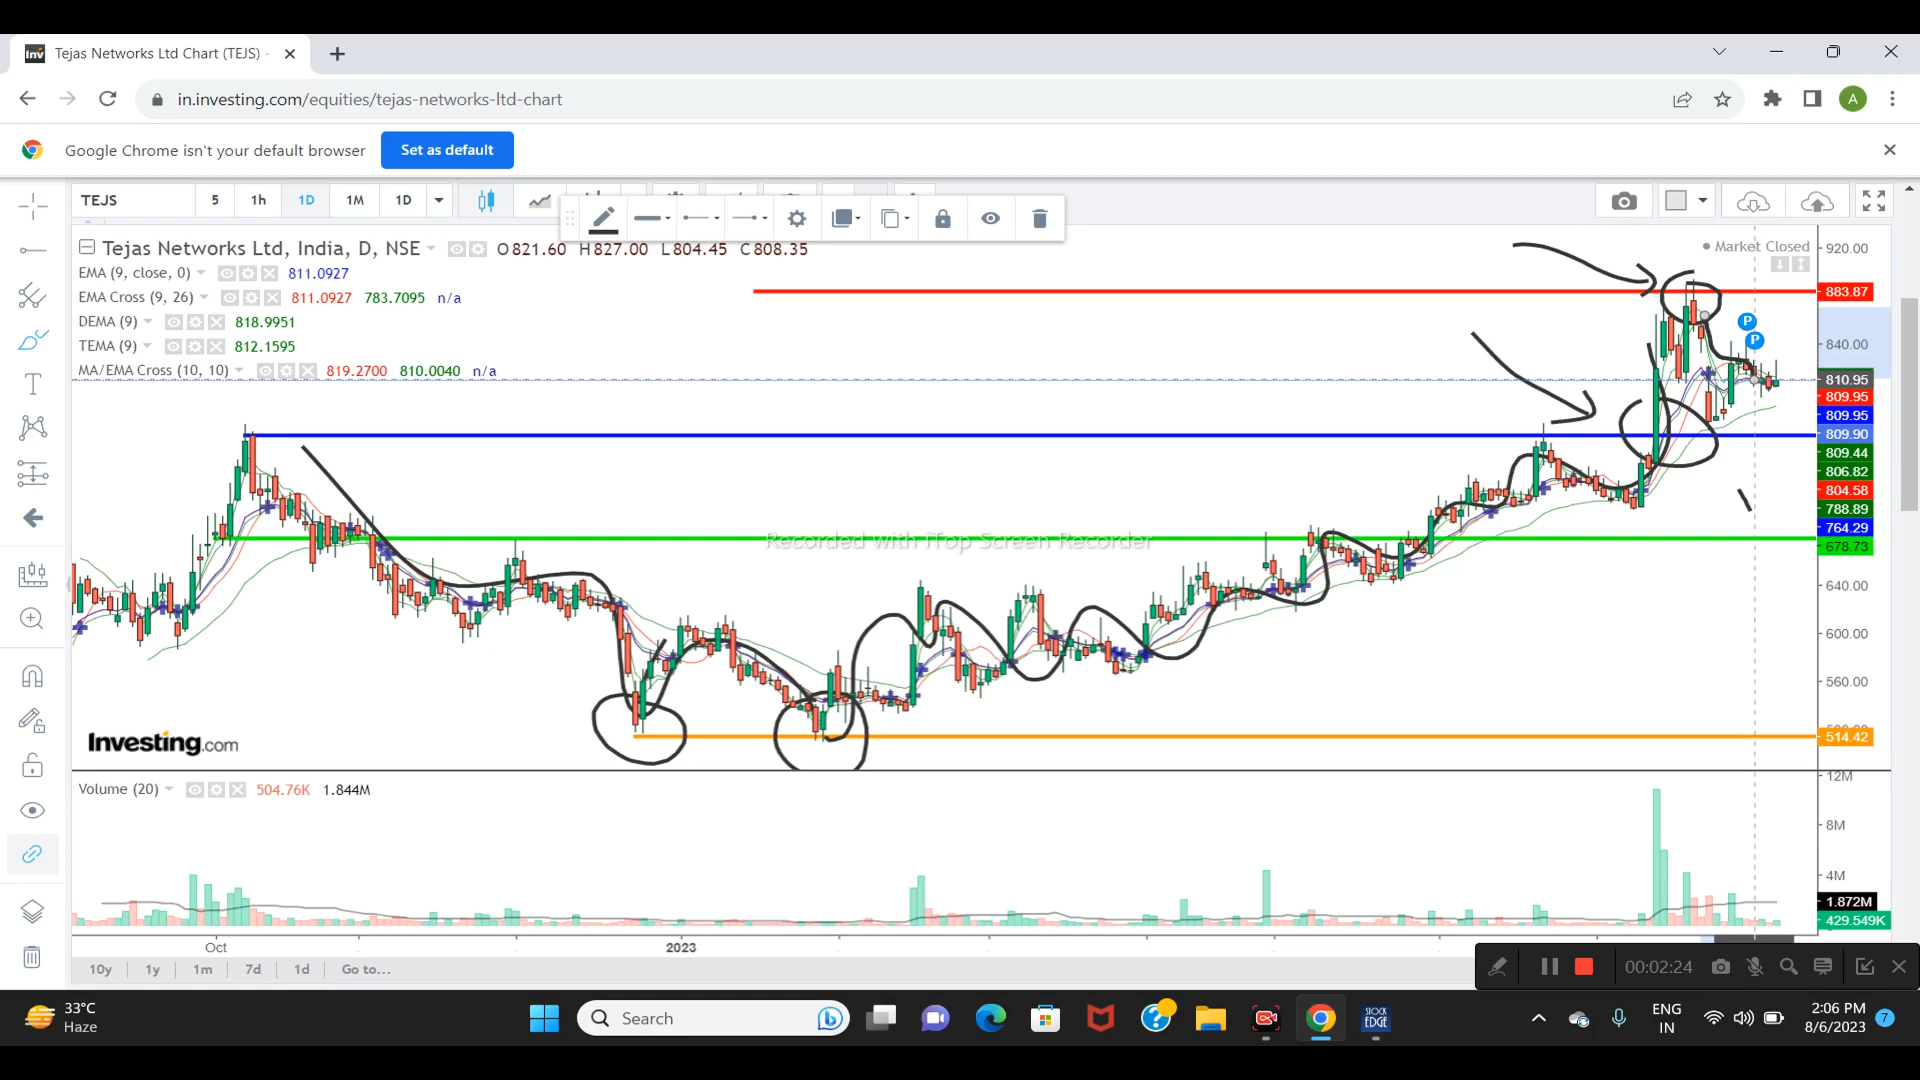 Tejas Networks Ltd Chart (TEJS) -
in.investing.com/equities/tejas-networks-ltd-chart
A
Google Chrome isn't your default browser
Set as default
TEJS
5
1h
1D
1M
1D
Tejas Networks Ltd, India, D, NSE
O821.60 H827.00 L804.45 C808.35
Market Closed
EMA (9, close, 0)
811.0927
EMA Cross (9, 26)
811.0927 783.7095 n/a
DEMA (9)
818.9951
TEMA (9)
812.1595
MA/EMA Cross (10, 10)
819.2700 810.0040 n/a
920.00
883.87
840.00
P
P
810.95
809.95
809.95
809.90
809.44
806.82
804.58
788.89
764.29
678.73
640.00
600.00
560.00
514.42
Recorded with iTop Screen Recorder
Investing.com
Volume (20)
504.76K 1.844M
12M
8M
4M
1.872M
429.549K
Oct
2023
10y
1y
1m
7d
1d
Go to...
00:02:24
33°C
Haze
Search
STOCK
EDGE
ENG
IN
2:06 PM
8/6/2023
7